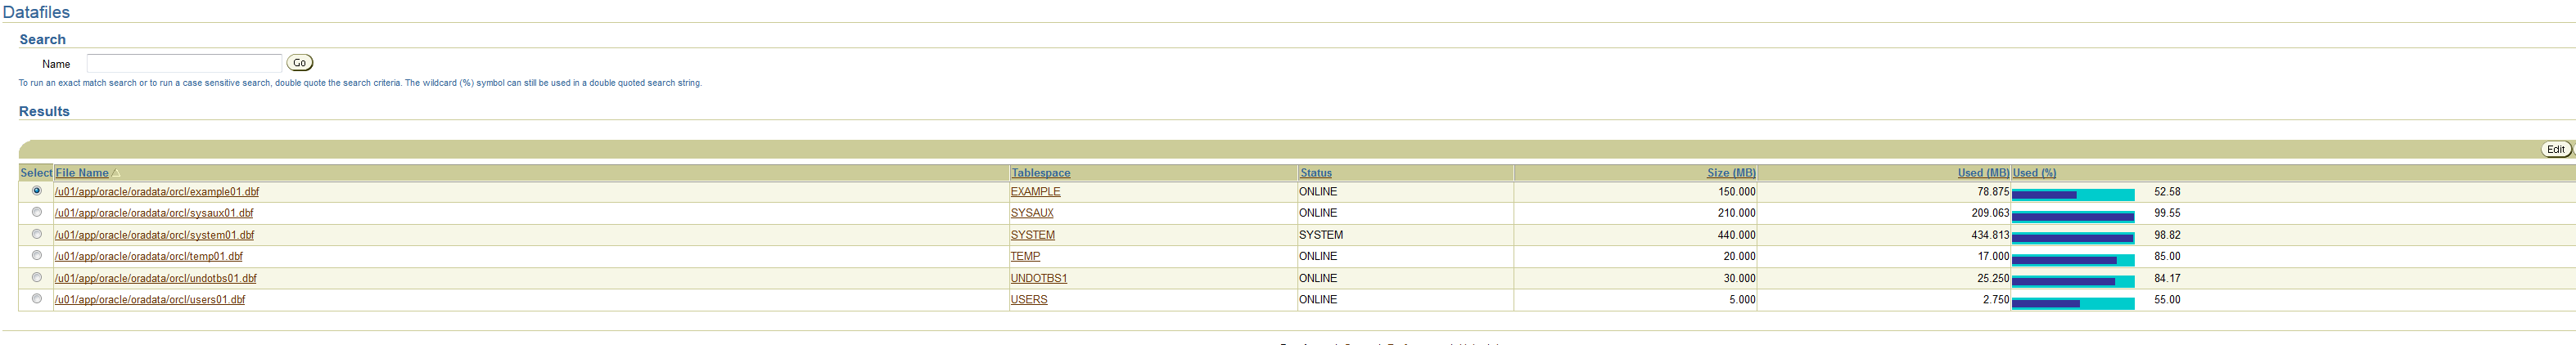 Datafiles
Search
Name Go
To run an exact match search or to run a case sensitive search, double quote the search criteria. The wildcard (%) symbol can still be used in a double quoted search string.
Results
Edit
Select File Name Tablespace Status Size (MB) Used (MB) Used (%)
/u01/app/oracle/oradata/orcl/example01.dbf EXAMPLE ONLINE 150.000 78.875 52.58
/u01/app/oracle/oradata/orcl/sysaux01.dbf SYSAUX ONLINE 210.000 209.063 99.55
/u01/app/oracle/oradata/orcl/system01.dbf SYSTEM SYSTEM 440.000 434.813 98.82
/u01/app/oracle/oradata/orcl/temp01.dbf TEMP ONLINE 20.000 17.000 85.00
/u01/app/oracle/oradata/orcl/undotbs01.dbf UNDOTBS1 ONLINE 30.000 25.250 84.17
/u01/app/oracle/oradata/orcl/users01.dbf USERS ONLINE 5.000 2.750 55.00